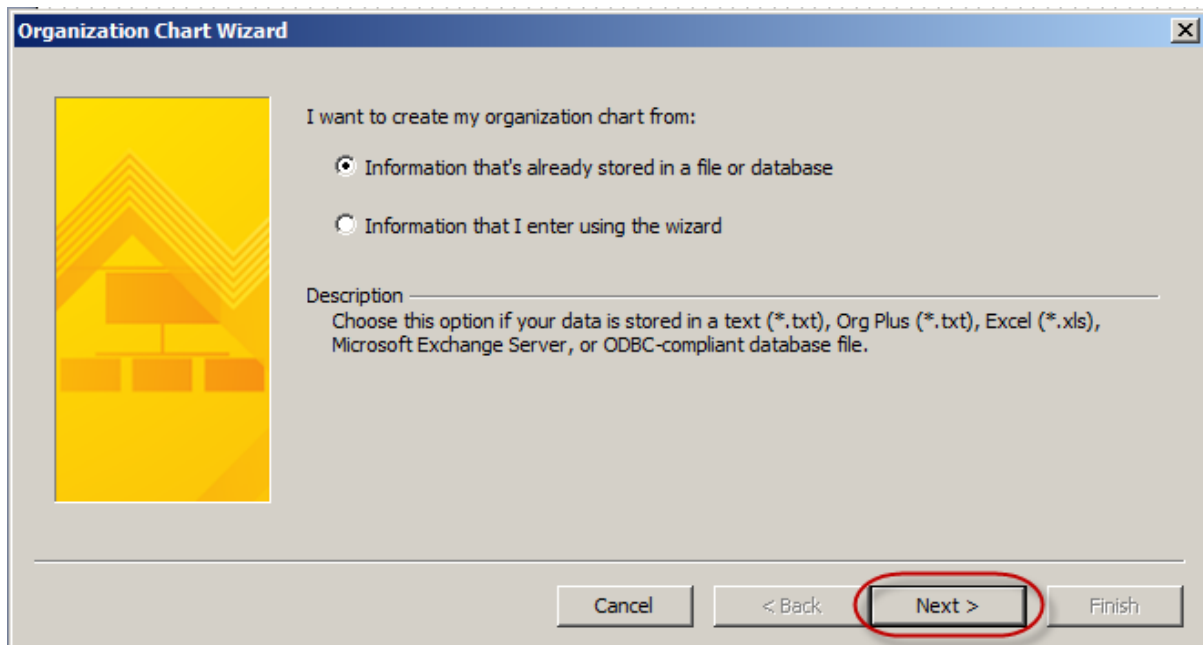 Organization Chart Wizard
I want to create my organization chart from:
Information that's already stored in a file or database
Information that I enter using the wizard
Description
Choose this option if your data is stored in a text (*.txt), Org Plus (*.txt), Excel (*.xls),
Microsoft Exchange Server, or ODBC-compliant database file.
Cancel
< Back
Next >
Finish